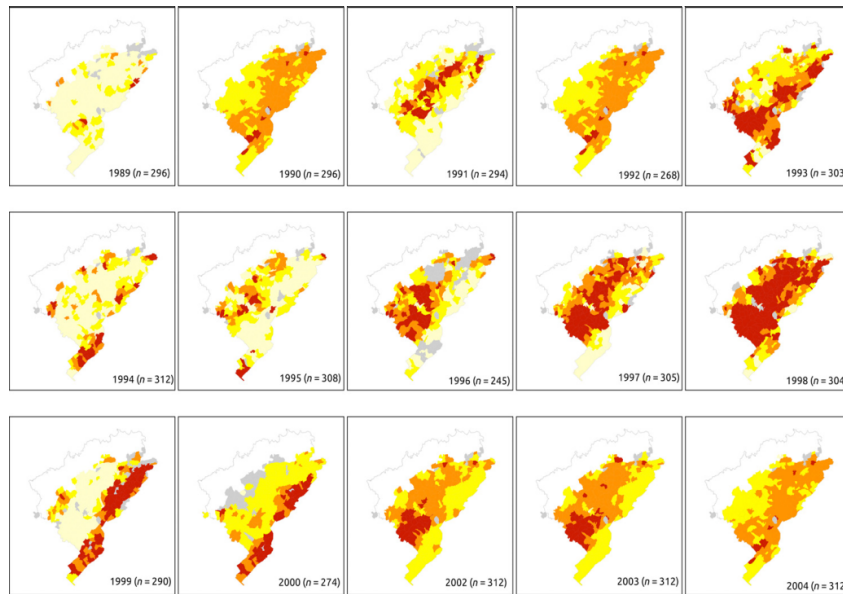 1989 (n = 296)
1990 (n = 296)
1991 (n = 294)
1992 (n = 268)
1993 (n = 303)
1994 (n = 312)
1995 (n = 308)
1996 (n = 245)
1997 (n = 305)
1998 (n = 304)
1999 (n = 290)
2000 (n = 274)
2002 (n = 312)
2003 (n = 312)
2004 (n = 312